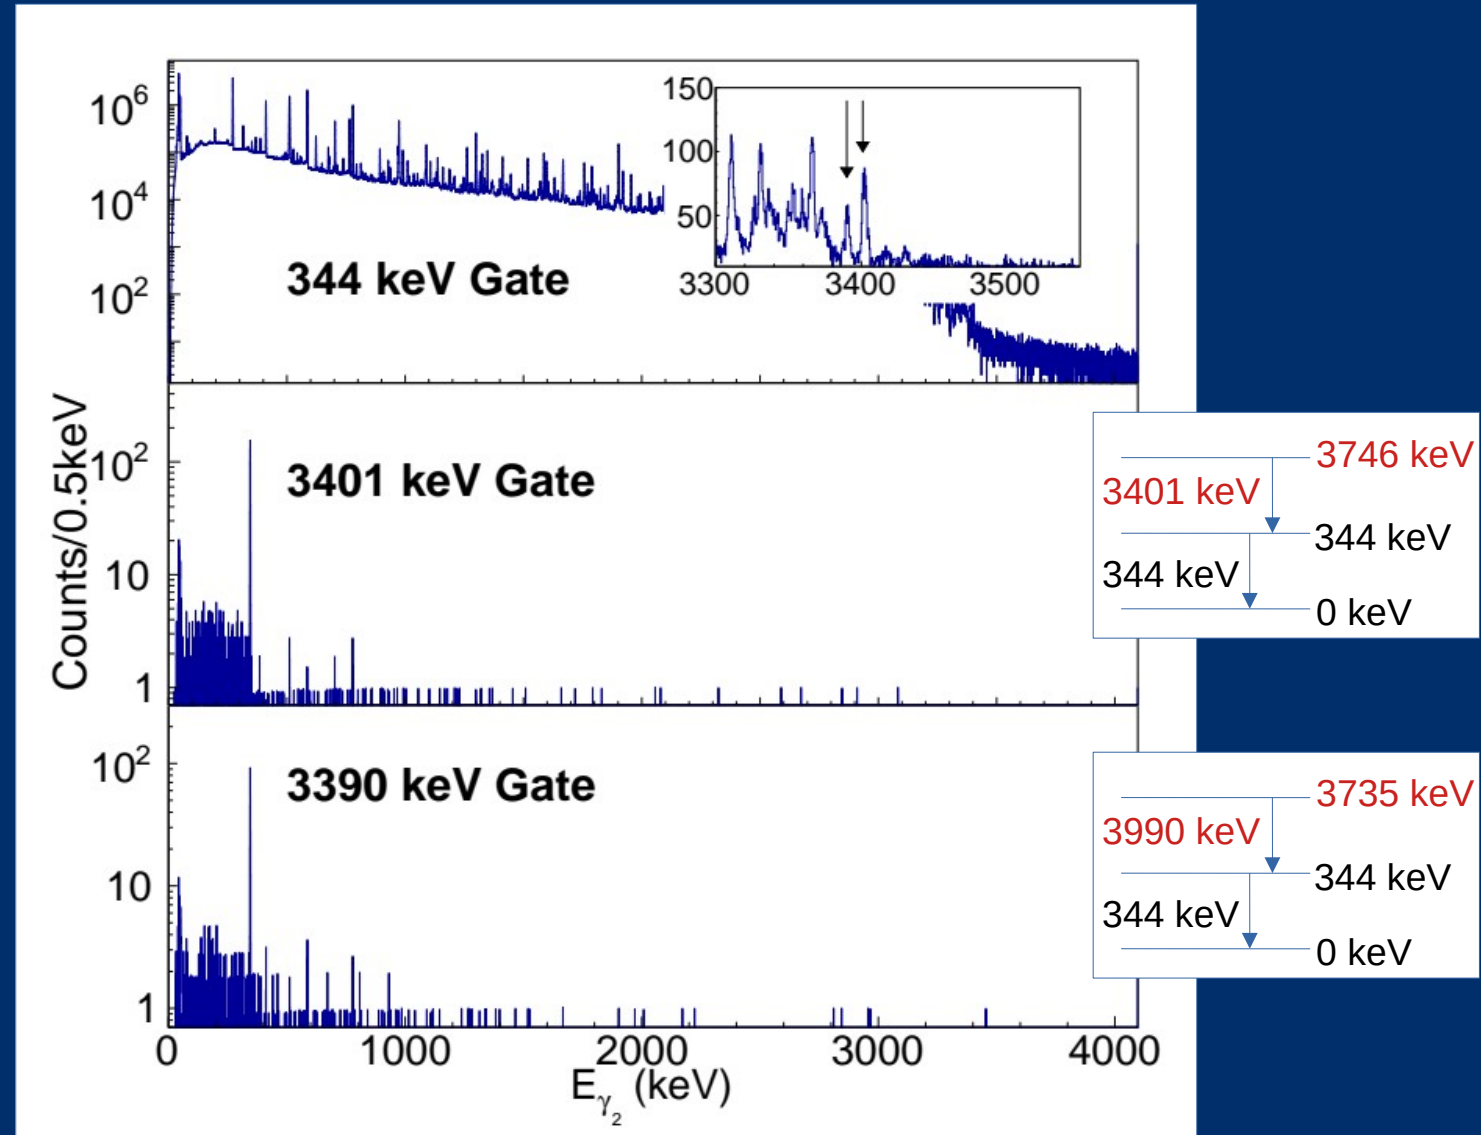 10⁶
10⁴
10²
344 keV Gate
150
100
50
3300 3400 3500
Counts/0.5keV
10²
10
1
3401 keV Gate
3746 keV
3401 keV
344 keV
344 keV
0 keV
10²
10
1
3390 keV Gate
3735 keV
3990 keV
344 keV
344 keV
0 keV
0 1000 2000 3000 4000
Eγ₂ (keV)